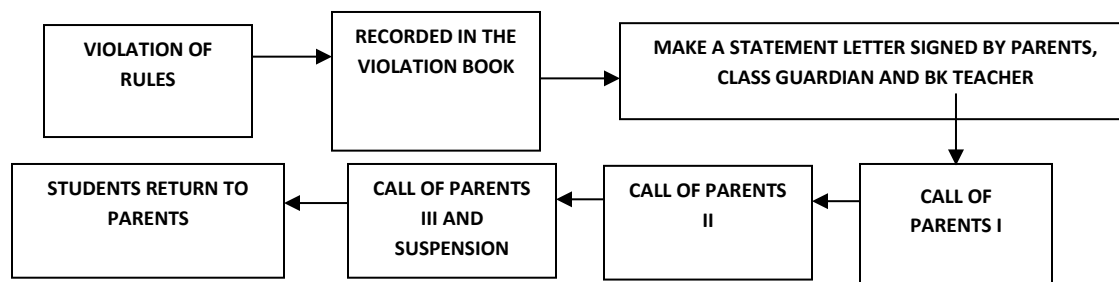 VIOLATION OF
RULES
RECORDED IN THE
VIOLATION BOOK
MAKE A STATEMENT LETTER SIGNED BY PARENTS,
CLASS GUARDIAN AND BK TEACHER
CALL OF
PARENTS I
CALL OF PARENTS
II
CALL OF PARENTS
III AND
SUSPENSION
STUDENTS RETURN TO
PARENTS